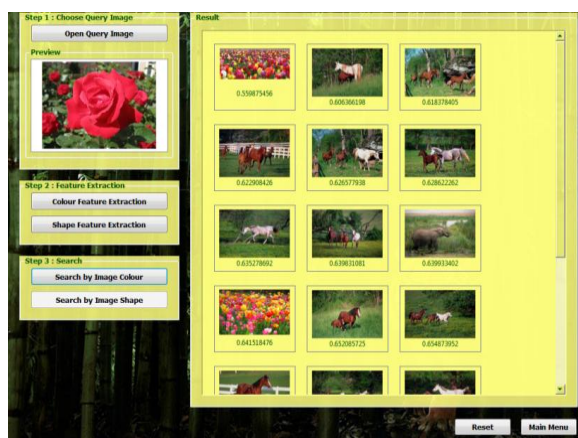 Step 1 : Choose Query Image
Open Query Image
Preview
Step 2 : Feature Extraction
Colour Feature Extraction
Shape Feature Extraction
Step 3 : Search
Search by Image Colour
Search by Image Shape
Result
0.559875456
0.606366198
0.618378405
0.622908426
0.626577938
0.628622262
0.635278692
0.639831081
0.639933402
0.641518476
0.652085725
0.654873952
Reset
Main Menu